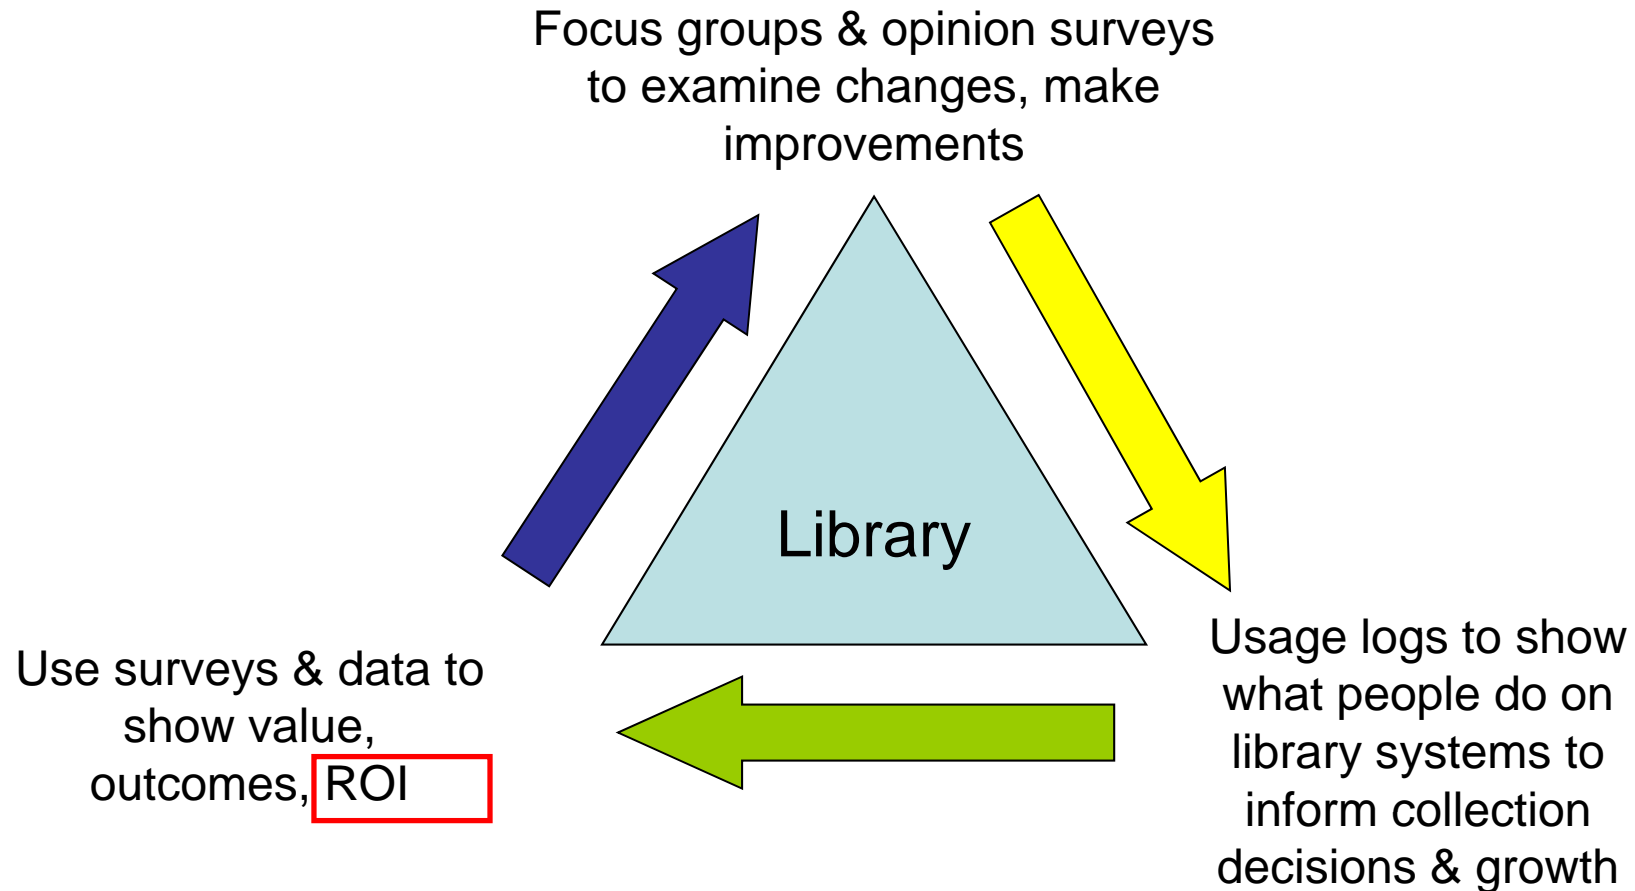 Focus groups & opinion surveys
to examine changes, make
improvements
Library
Use surveys & data to
show value,
outcomes, ROI
Usage logs to show
what people do on
library systems to
inform collection
decisions & growth